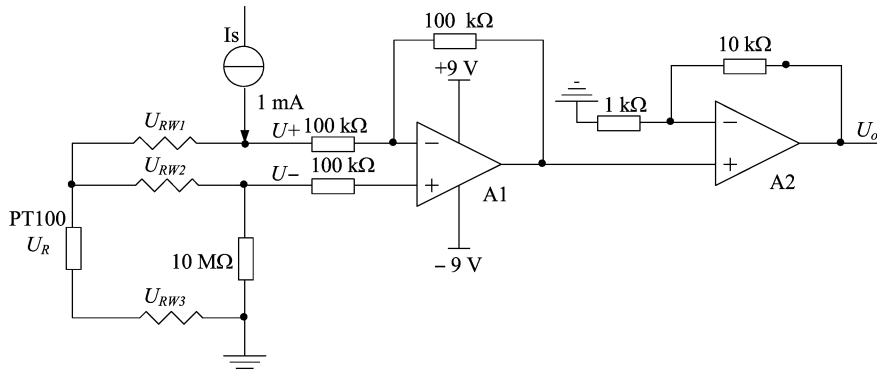 Is
1 mA
100 kΩ
+9 V
10 kΩ
1 kΩ
U_RW1
U+ 100 kΩ
U_RW2
U− 100 kΩ
−
+
A1
−
+
A2
U_o
PT100
U_R
10 MΩ
− 9 V
U_RW3